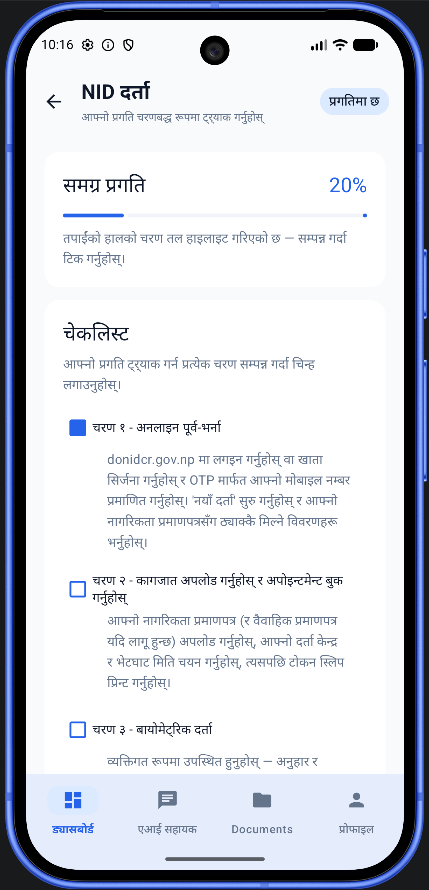 10:16
NID दर्ता
आफ्नो प्रगति चरणबद्ध रूपमा ट्र्याक गर्नुहोस्
प्रगतिमा छ
समग्र प्रगति
20%
तपाईंको हालको चरण तल हाइलाइट गरिएको छ — सम्पन्न गर्दा
टिक गर्नुहोस्।
चेकलिस्ट
आफ्नो प्रगति ट्र्याक गर्न प्रत्येक चरण सम्पन्न गर्दा चिन्ह
लगाउनुहोस्।
चरण १ - अनलाइन पूर्व-भर्ना
donidcr.gov.np मा लगइन गर्नुहोस् वा खाता
सिर्जना गर्नुहोस् र OTP मार्फत आफ्नो मोबाइल नम्बर
प्रमाणित गर्नुहोस्। 'नयाँ दर्ता' सुरु गर्नुहोस् र आफ्नो
नागरिकता प्रमाणपत्रसँग ठ्याक्कै मिल्ने विवरणहरू
भर्नुहोस्।
चरण २ - कागजात अपलोड गर्नुहोस् र अपोइन्टमेन्ट बुक
गर्नुहोस्
आफ्नो नागरिकता प्रमाणपत्र (र वैवाहिक प्रमाणपत्र
यदि लागू हुन्छ) अपलोड गर्नुहोस्, आफ्नो दर्ता केन्द्र
र भेटघाट मिति चयन गर्नुहोस्, त्यसपछि टोकन स्लिप
प्रिन्ट गर्नुहोस्।
चरण ३ - बायोमेट्रिक दर्ता
व्यक्तिगत रूपमा उपस्थित हुनुहोस् — अनुहार र
ड्यासबोर्ड
एआई सहायक
Documents
प्रोफाइल